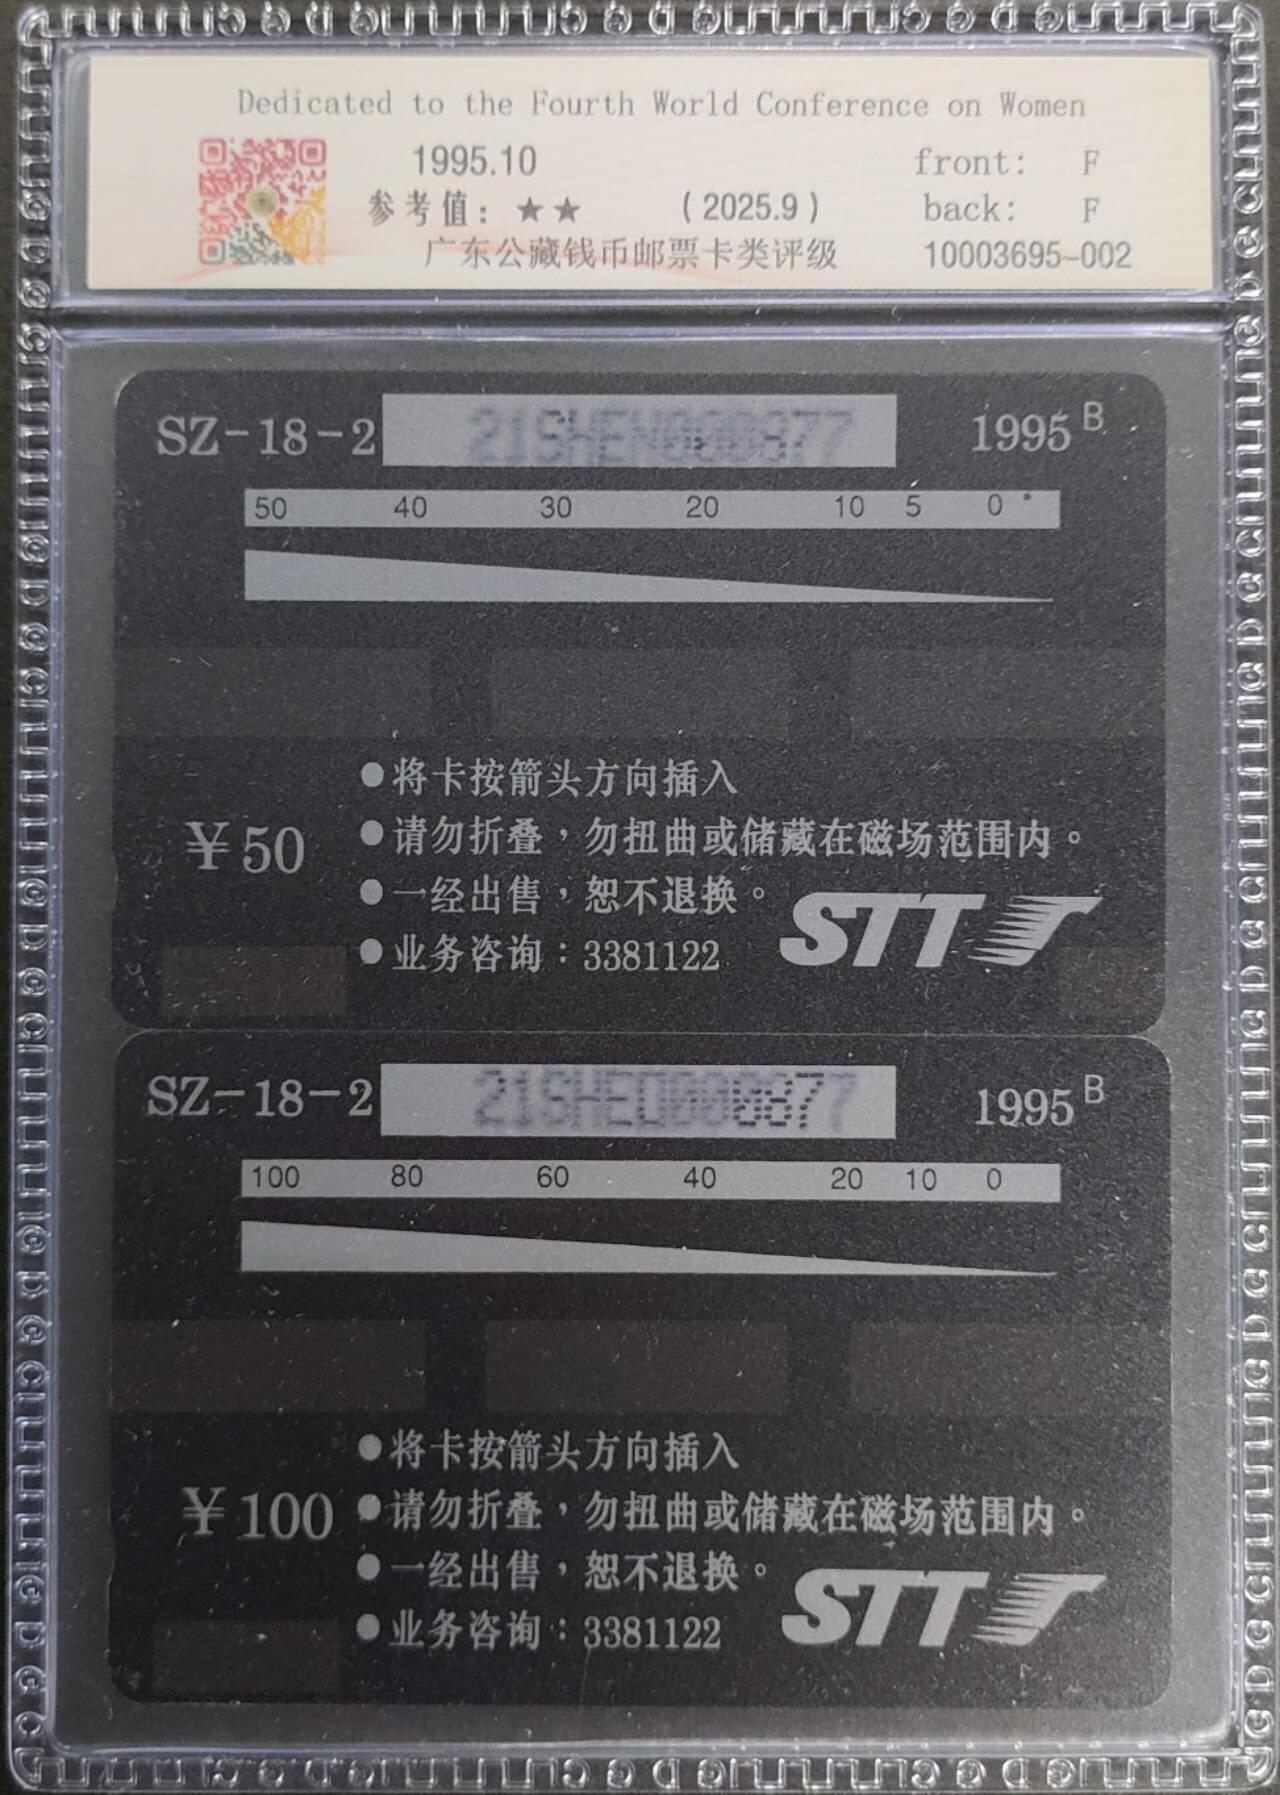 Dedicated to the Fourth World Conference on Women
1995.10 front: F
参考值: ★★ (2025.9) back: F
广东公藏钱币邮票卡类评级 10003695-002
SZ-18-2 1995 B
50 40 30 20 10 5 0
●将卡按箭头方向插入
¥50 ●请勿折叠，勿扭曲或储藏在磁场范围内。
●一经出售，恕不退换。
●业务咨询：3381122 STT
SZ-18-2 1995 B
100 80 60 40 20 10 0
●将卡按箭头方向插入
¥100 ●请勿折叠，勿扭曲或储藏在磁场范围内。
●一经出售，恕不退换。
●业务咨询：3381122 STT